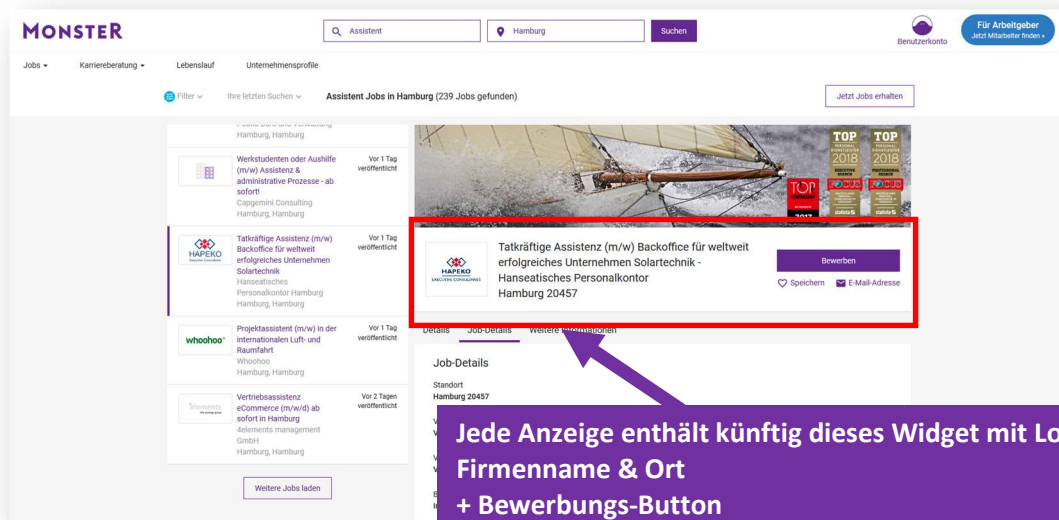 MONSTER
Assistent
Hamburg
Suchen
Benutzerkonto
Für Arbeitgeber
Jetzt Mitarbeiter finden »
Jobs
Karriereberatung
Lebenslauf
Unternehmensprofile
Filter
Ihre letzten Suchen
Assistent Jobs in Hamburg (239 Jobs gefunden)
Jetzt Jobs erhalten
Hamburg, Hamburg
Werkstudenten oder Aushilfe
(m/w) Assistenz &
administrative Prozesse - ab
sofort!
Capgemini Consulting
Hamburg, Hamburg
Vor 1 Tag
veröffentlicht
HAPEKO
Tatkräftige Assistenz (m/w)
Backoffice für weltweit
erfolgreiches Unternehmen
Solartechnik
Hanseatisches
Personalkontor Hamburg
Hamburg, Hamburg
Vor 1 Tag
veröffentlicht
whoohoo
Projektassistent (m/w) in der
internationalen Luft- und
Raumfahrt
Whoohoo
Hamburg, Hamburg
Vor 1 Tag
veröffentlicht
Vertriebsassistenz
eCommerce (m/w/d) ab
sofort in Hamburg
4elements management
GmbH
Hamburg, Hamburg
Vor 2 Tagen
veröffentlicht
Weitere Jobs laden
TOP
2018
TOP
2018
TOP
FOCUS
FOCUS
statista
statista
HAPEKO
EXECUTIVE CONSULTANTS
Tatkräftige Assistenz (m/w) Backoffice für weltweit
erfolgreiches Unternehmen Solartechnik -
Hanseatisches Personalkontor
Hamburg 20457
Bewerben
Speichern
E-Mail-Adresse
Details
Job-Details
Weitere Informationen
Job-Details
Standort
Hamburg 20457
Jede Anzeige enthält künftig dieses Widget mit Lo
Firmenname & Ort
+ Bewerbungs-Button